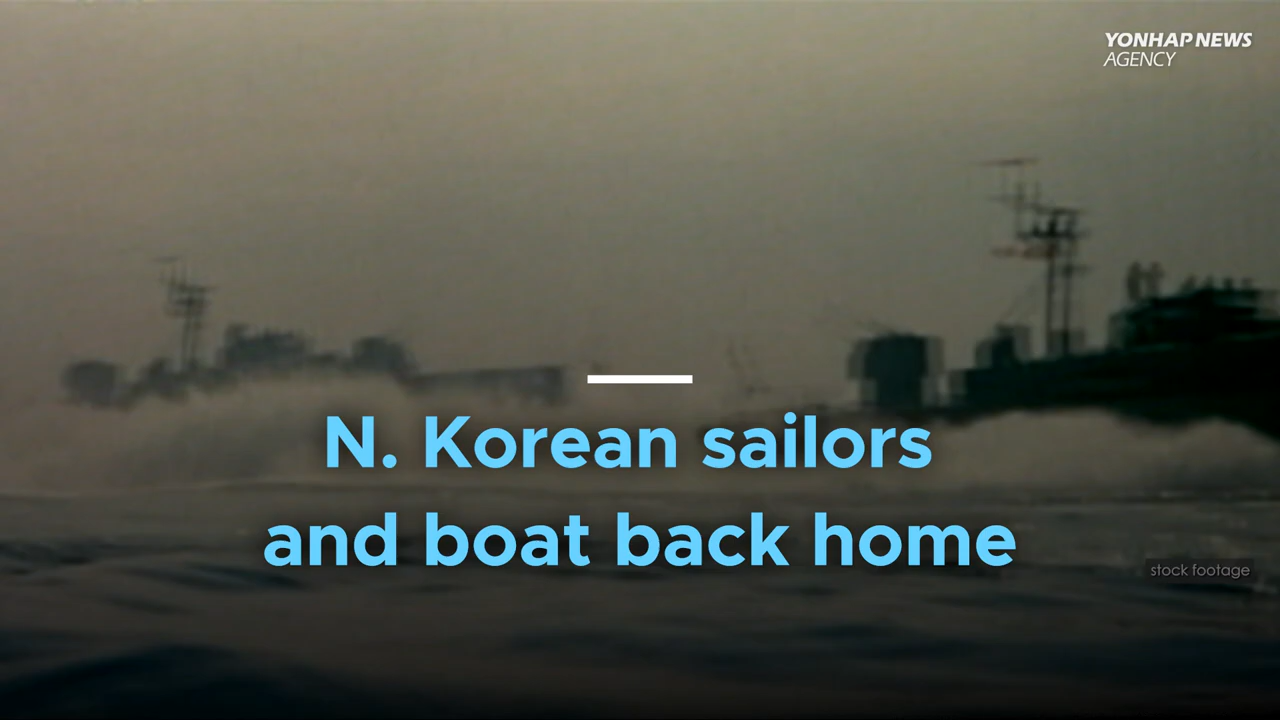 YONHAP NEWS
AGENCY
N. Korean sailors
and boat back home
stock footage